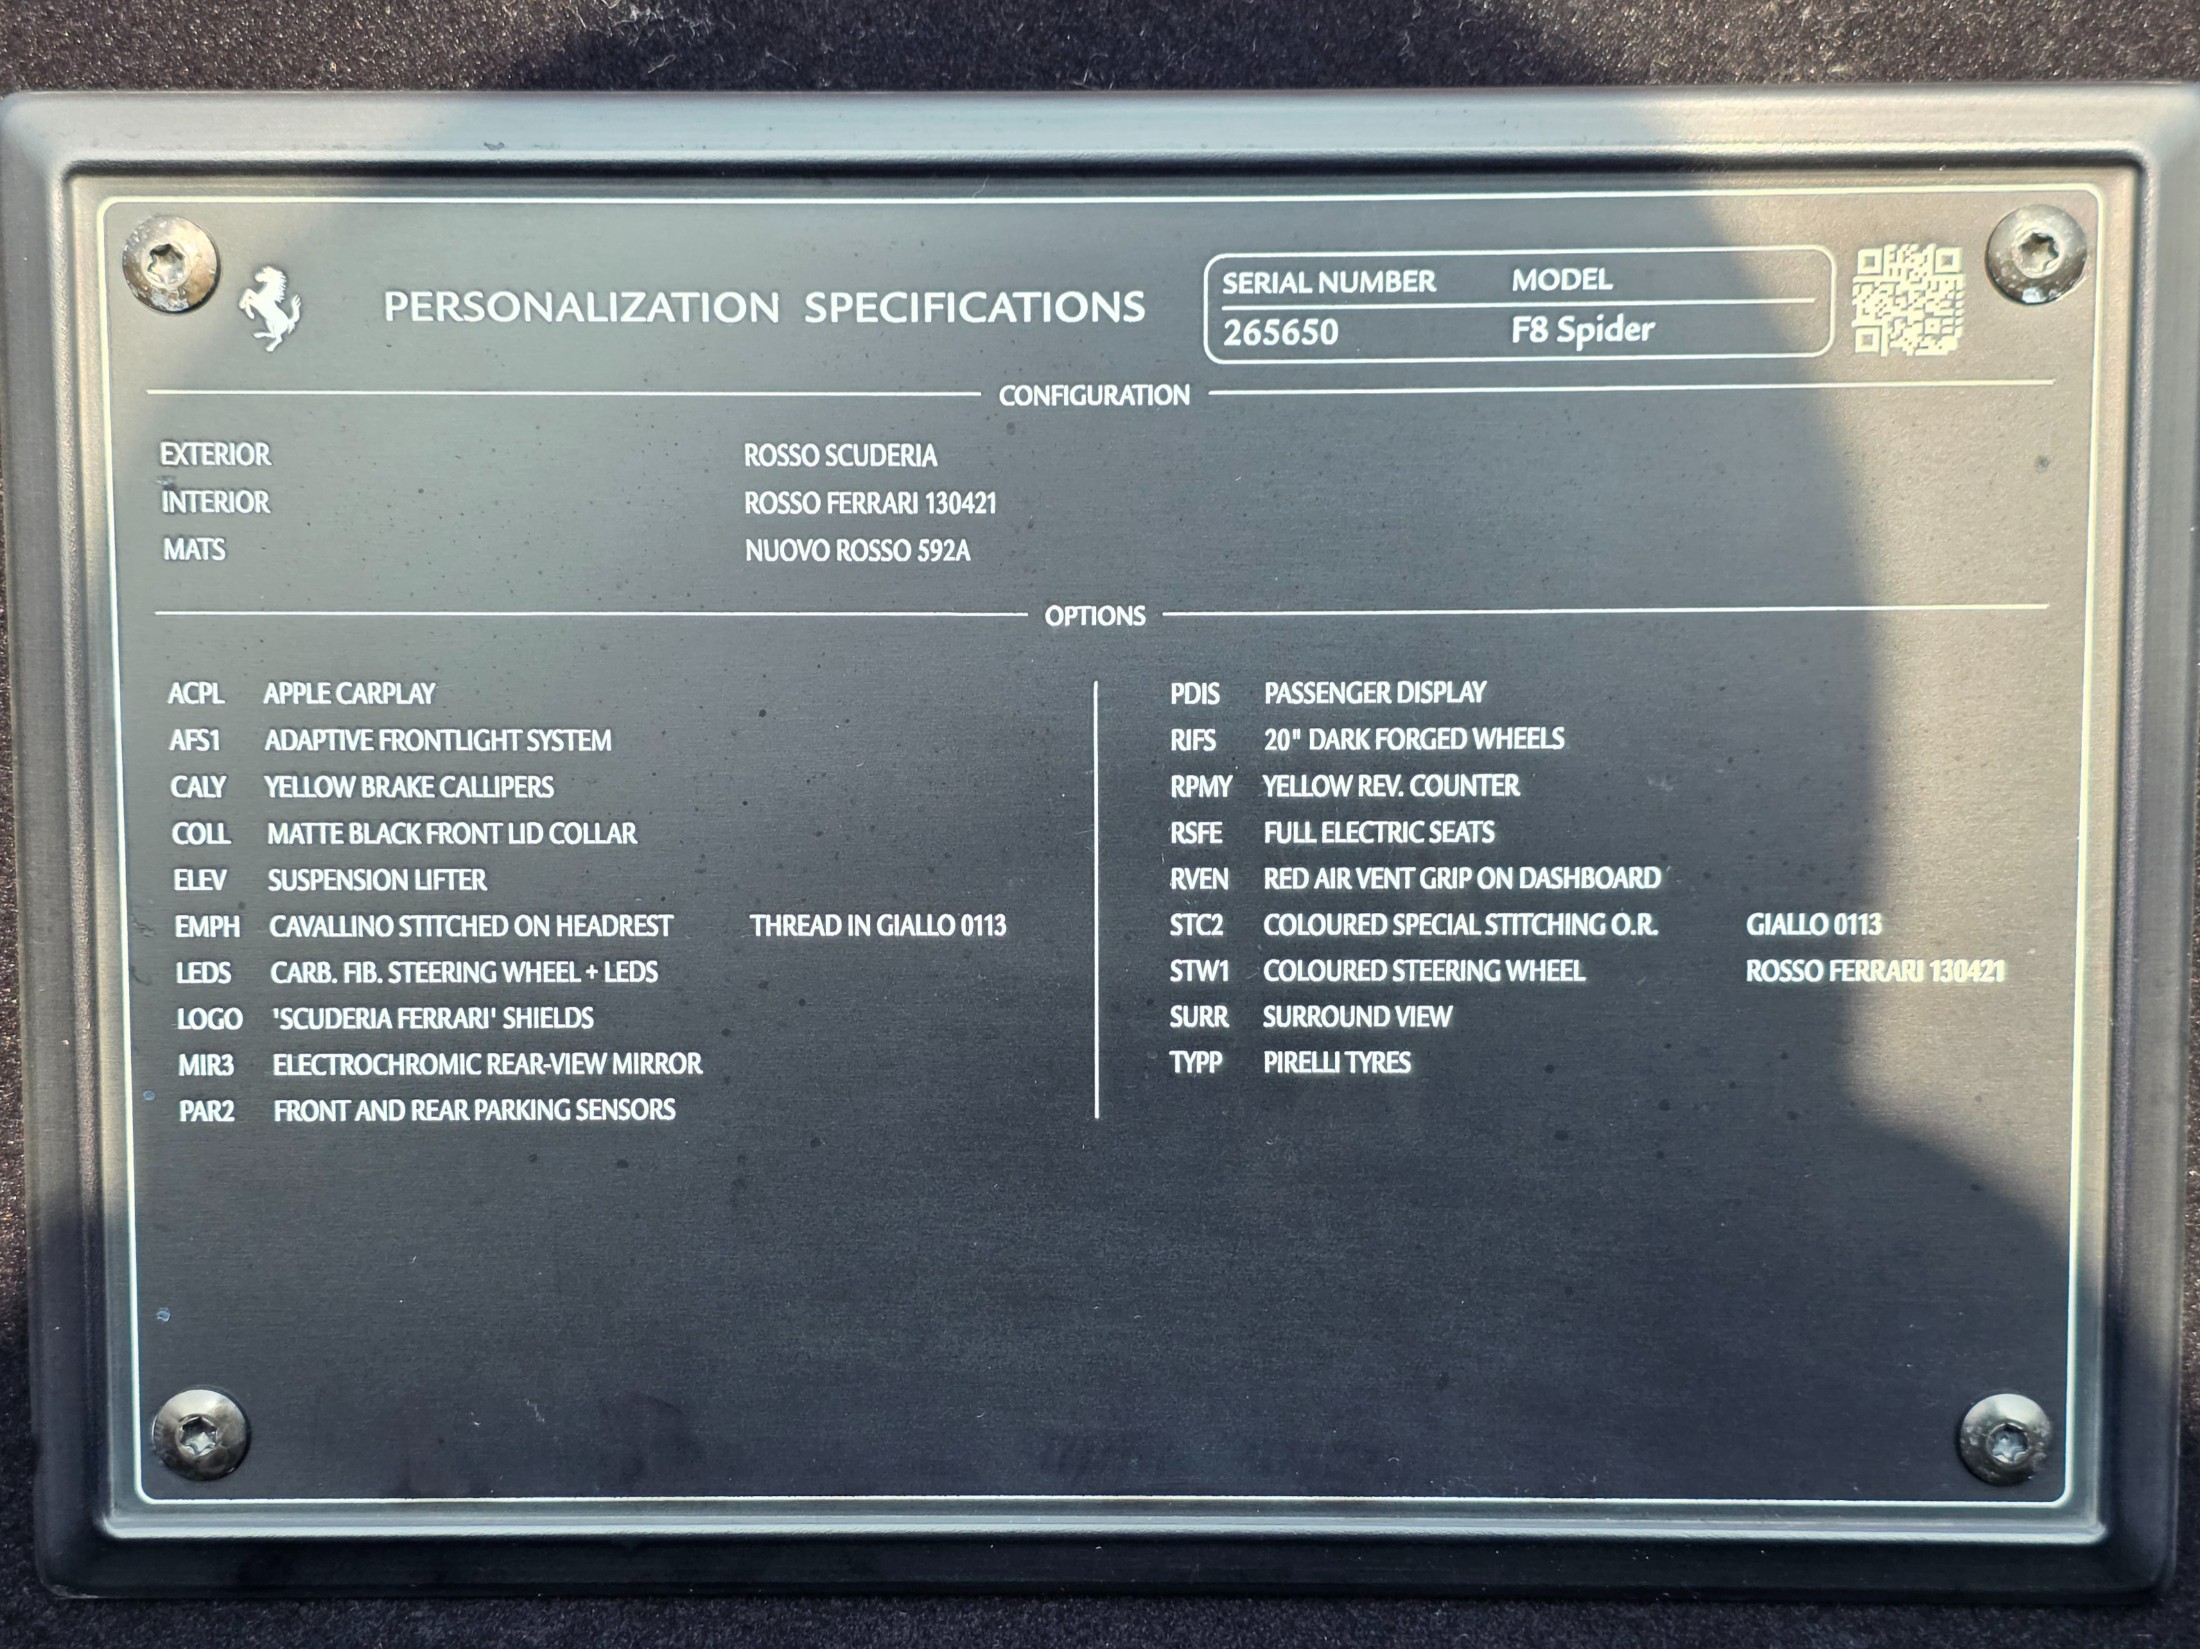 PERSONALIZATION SPECIFICATIONS
SERIAL NUMBER MODEL
265650 F8 Spider
CONFIGURATION
EXTERIOR ROSSO SCUDERIA
INTERIOR ROSSO FERRARI 130421
MATS NUOVO ROSSO 592A
OPTIONS
ACPL APPLE CARPLAY
AFS1 ADAPTIVE FRONTLIGHT SYSTEM
CALY YELLOW BRAKE CALLIPERS
COLL MATTE BLACK FRONT LID COLLAR
ELEV SUSPENSION LIFTER
EMPH CAVALLINO STITCHED ON HEADREST THREAD IN GIALLO 0113
LEDS CARB. FIB. STEERING WHEEL + LEDS
LOGO 'SCUDERIA FERRARI' SHIELDS
MIR3 ELECTROCHROMIC REAR-VIEW MIRROR
PAR2 FRONT AND REAR PARKING SENSORS
PDIS PASSENGER DISPLAY
RIFS 20" DARK FORGED WHEELS
RPMY YELLOW REV. COUNTER
RSFE FULL ELECTRIC SEATS
RVEN RED AIR VENT GRIP ON DASHBOARD
STC2 COLOURED SPECIAL STITCHING O.R. GIALLO 0113
STW1 COLOURED STEERING WHEEL ROSSO FERRARI 130421
SURR SURROUND VIEW
TYPP PIRELLI TYRES